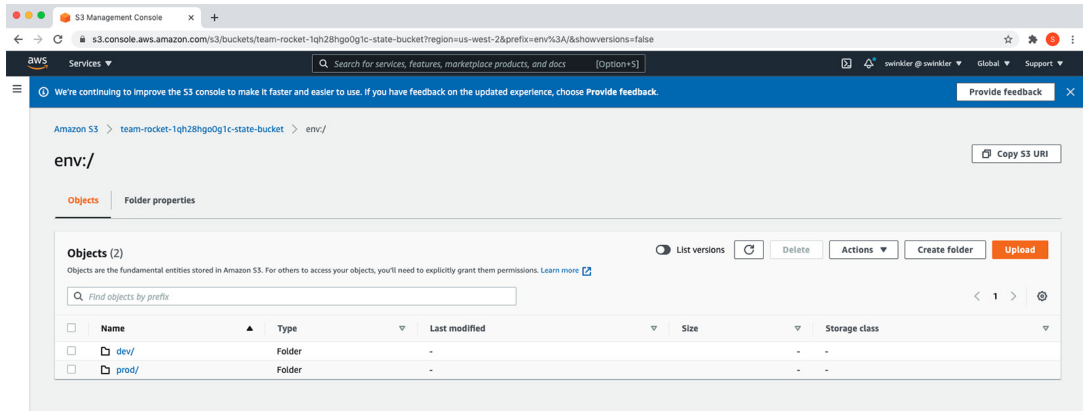 S3 Management Console × +
s3.console.aws.amazon.com/s3/buckets/team-rocket-1qh28hgo0g1c-state-bucket?region=us-west-2&prefix=env%3A/&showversions=false S
aws Services ▼ Search for services, features, marketplace products, and docs [Option+S] swinkler @ swinkler ▼ Global ▼ Support ▼
We're continuing to improve the S3 console to make it faster and easier to use. If you have feedback on the updated experience, choose Provide feedback. Provide feedback ×
Amazon S3 > team-rocket-1qh28hgo0g1c-state-bucket > env:/
env:/ Copy S3 URI
Objects Folder properties
Objects (2) List versions Delete Actions ▼ Create folder Upload
Objects are the fundamental entities stored in Amazon S3. For others to access your objects, you'll need to explicitly grant them permissions. Learn more
Find objects by prefix < 1 >
Name ▲ Type ▽ Last modified ▽ Size ▽ Storage class ▽
dev/ Folder - - -
prod/ Folder - - -